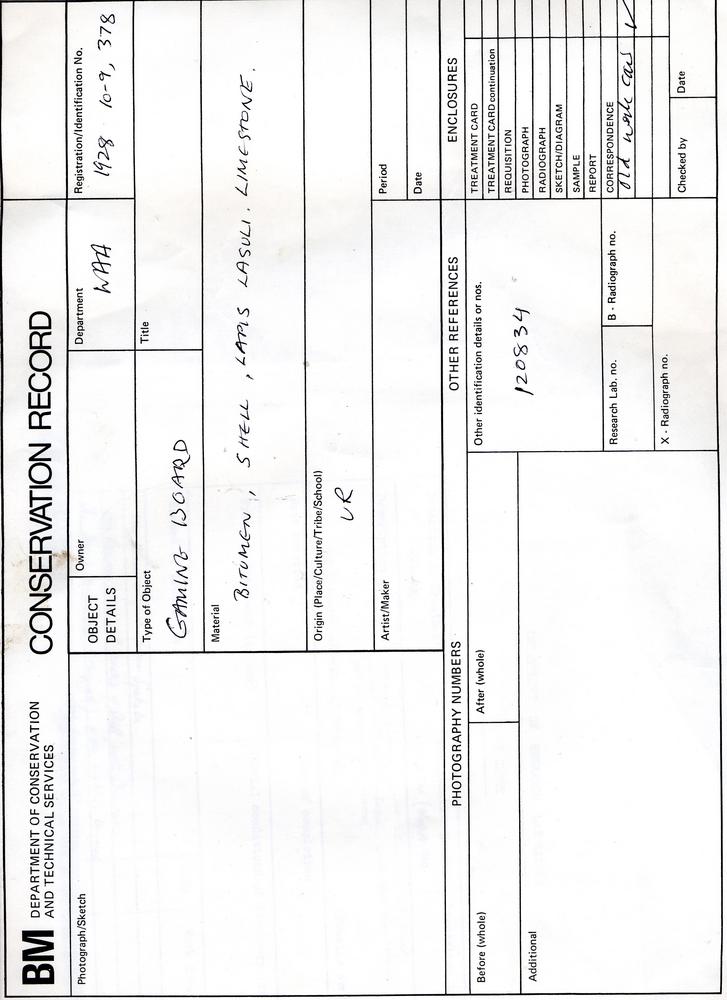 BM DEPARTMENT OF CONSERVATION
AND TECHNICAL SERVICES
CONSERVATION RECORD
Photograph/Sketch
OBJECT
DETAILS
Owner
Department
WAA
Registration/Identification No.
1928 10-9, 378
Type of Object
GAMING BOARD
Title
Material
BITUMEN, SHELL, LAPIS LASULI. LIMESTONE.
Origin (Place/Culture/Tribe/School)
UR
Artist/Maker
Period
Date
PHOTOGRAPHY NUMBERS
Before (whole)
After (whole)
Additional
OTHER REFERENCES
Other identification details or nos.
120834
Research Lab. no.
B - Radiograph no.
X - Radiograph no.
ENCLOSURES
TREATMENT CARD
TREATMENT CARD continuation
REQUISITION
PHOTOGRAPH
RADIOGRAPH
SKETCH/DIAGRAM
SAMPLE
REPORT
CORRESPONDENCE
old work card ✓
Checked by
Date